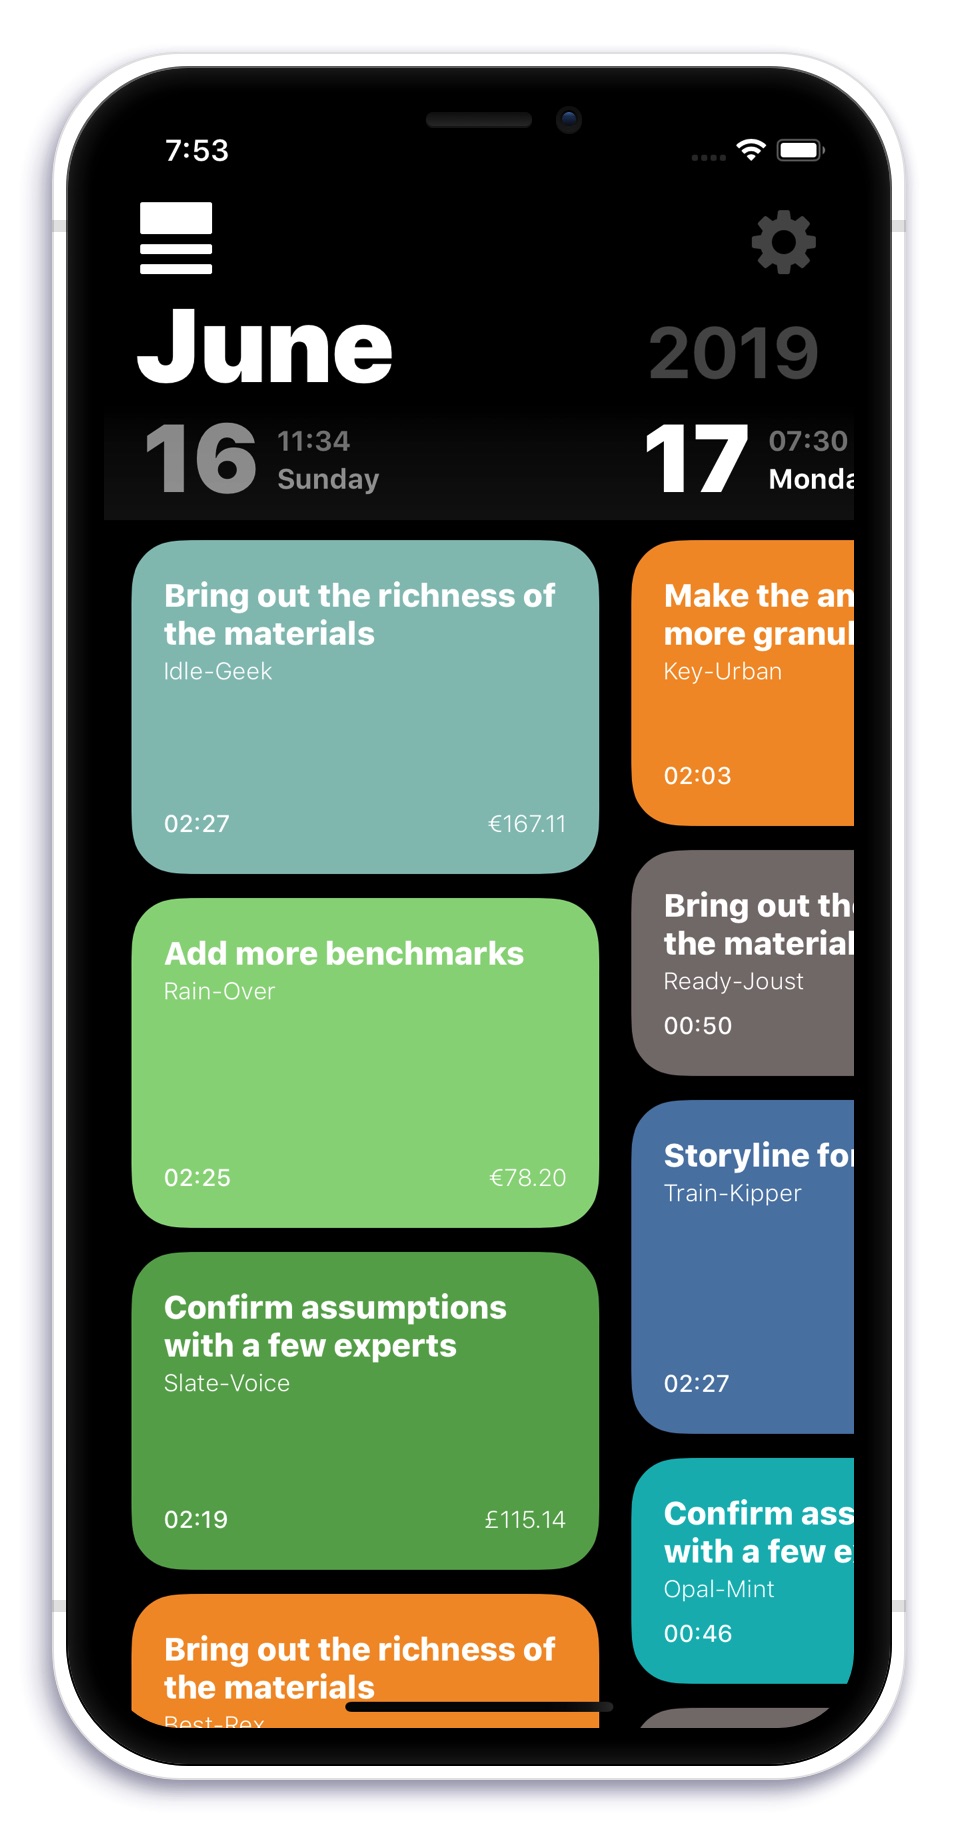 7:53
June 2019
16 11:34
Sunday
17 07:30
Monda
Bring out the richness of
the materials
Idle-Geek
02:27 €167.11
Add more benchmarks
Rain-Over
02:25 €78.20
Confirm assumptions
with a few experts
Slate-Voice
02:19 £115.14
Bring out the richness of
the materials
Best-Rex
Make the an
more granul
Key-Urban
02:03
Bring out the
the material
Ready-Joust
00:50
Storyline for
Train-Kipper
02:27
Confirm ass
with a few e
Opal-Mint
00:46